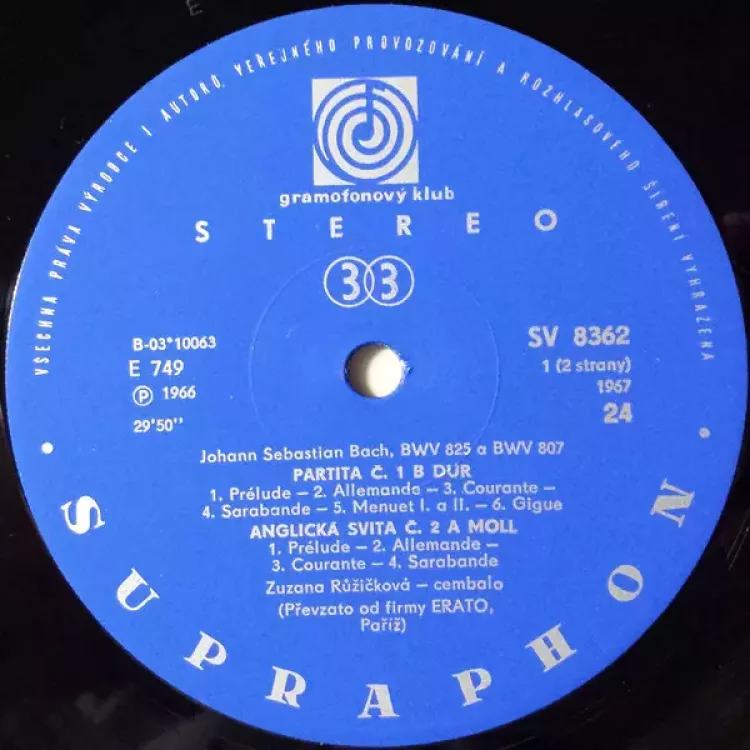 VŠECHNA PRÁVA VÝROBCE I AUTORO, VEŘEJNÉHO PROVOZOVÁNÍ A ROZHLASOVÉHO ŠÍŘENÍ VYHRAZENA
gramofonový klub
STEREO
33
B-03*10063
E 749
Ⓟ 1966
29'50''
SV 8362
1 (2 strany)
1967
24
Johann Sebastian Bach, BWV 825 a BWV 807
PARTITA Č. 1 B DUR
1. Prélude – 2. Allemande – 3. Courante –
4. Sarabande – 5. Menuet I. a II. – 6. Gigue
ANGLICKÁ SVITA Č. 2 A MOLL
1. Prélude – 2. Allemande –
3. Courante – 4. Sarabande
Zuzana Růžičková – cembalo
(Převzato od firmy ERATO,
Paříž)
• SUPRAPHON •